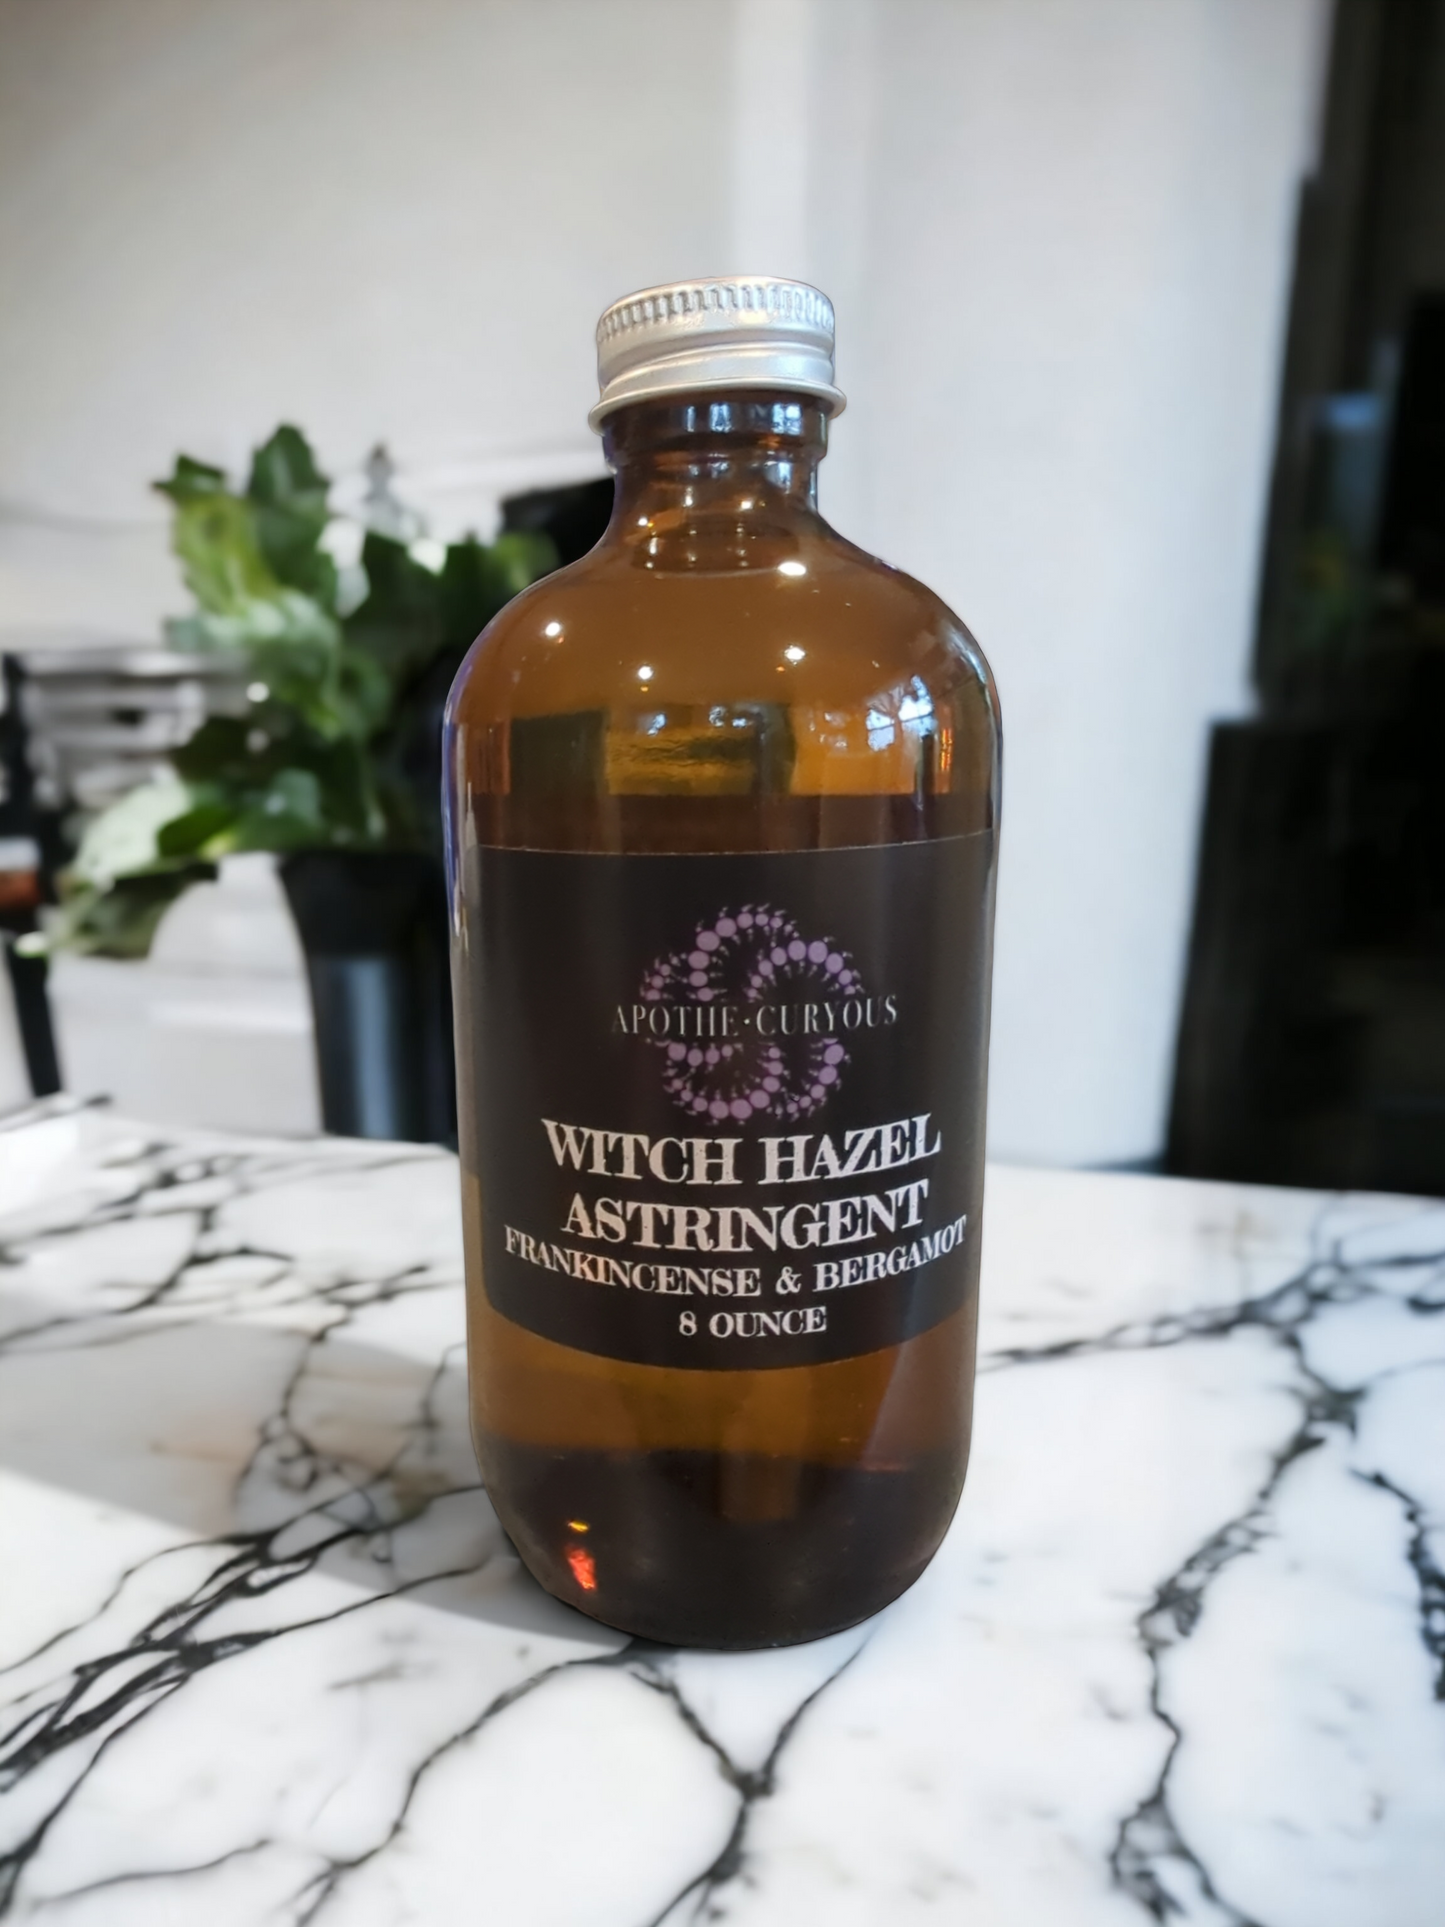 APOTHE·CURYOUS
WITCH HAZEL
ASTRINGENT
FRANKINCENSE & BERGAMOT
8 OUNCE